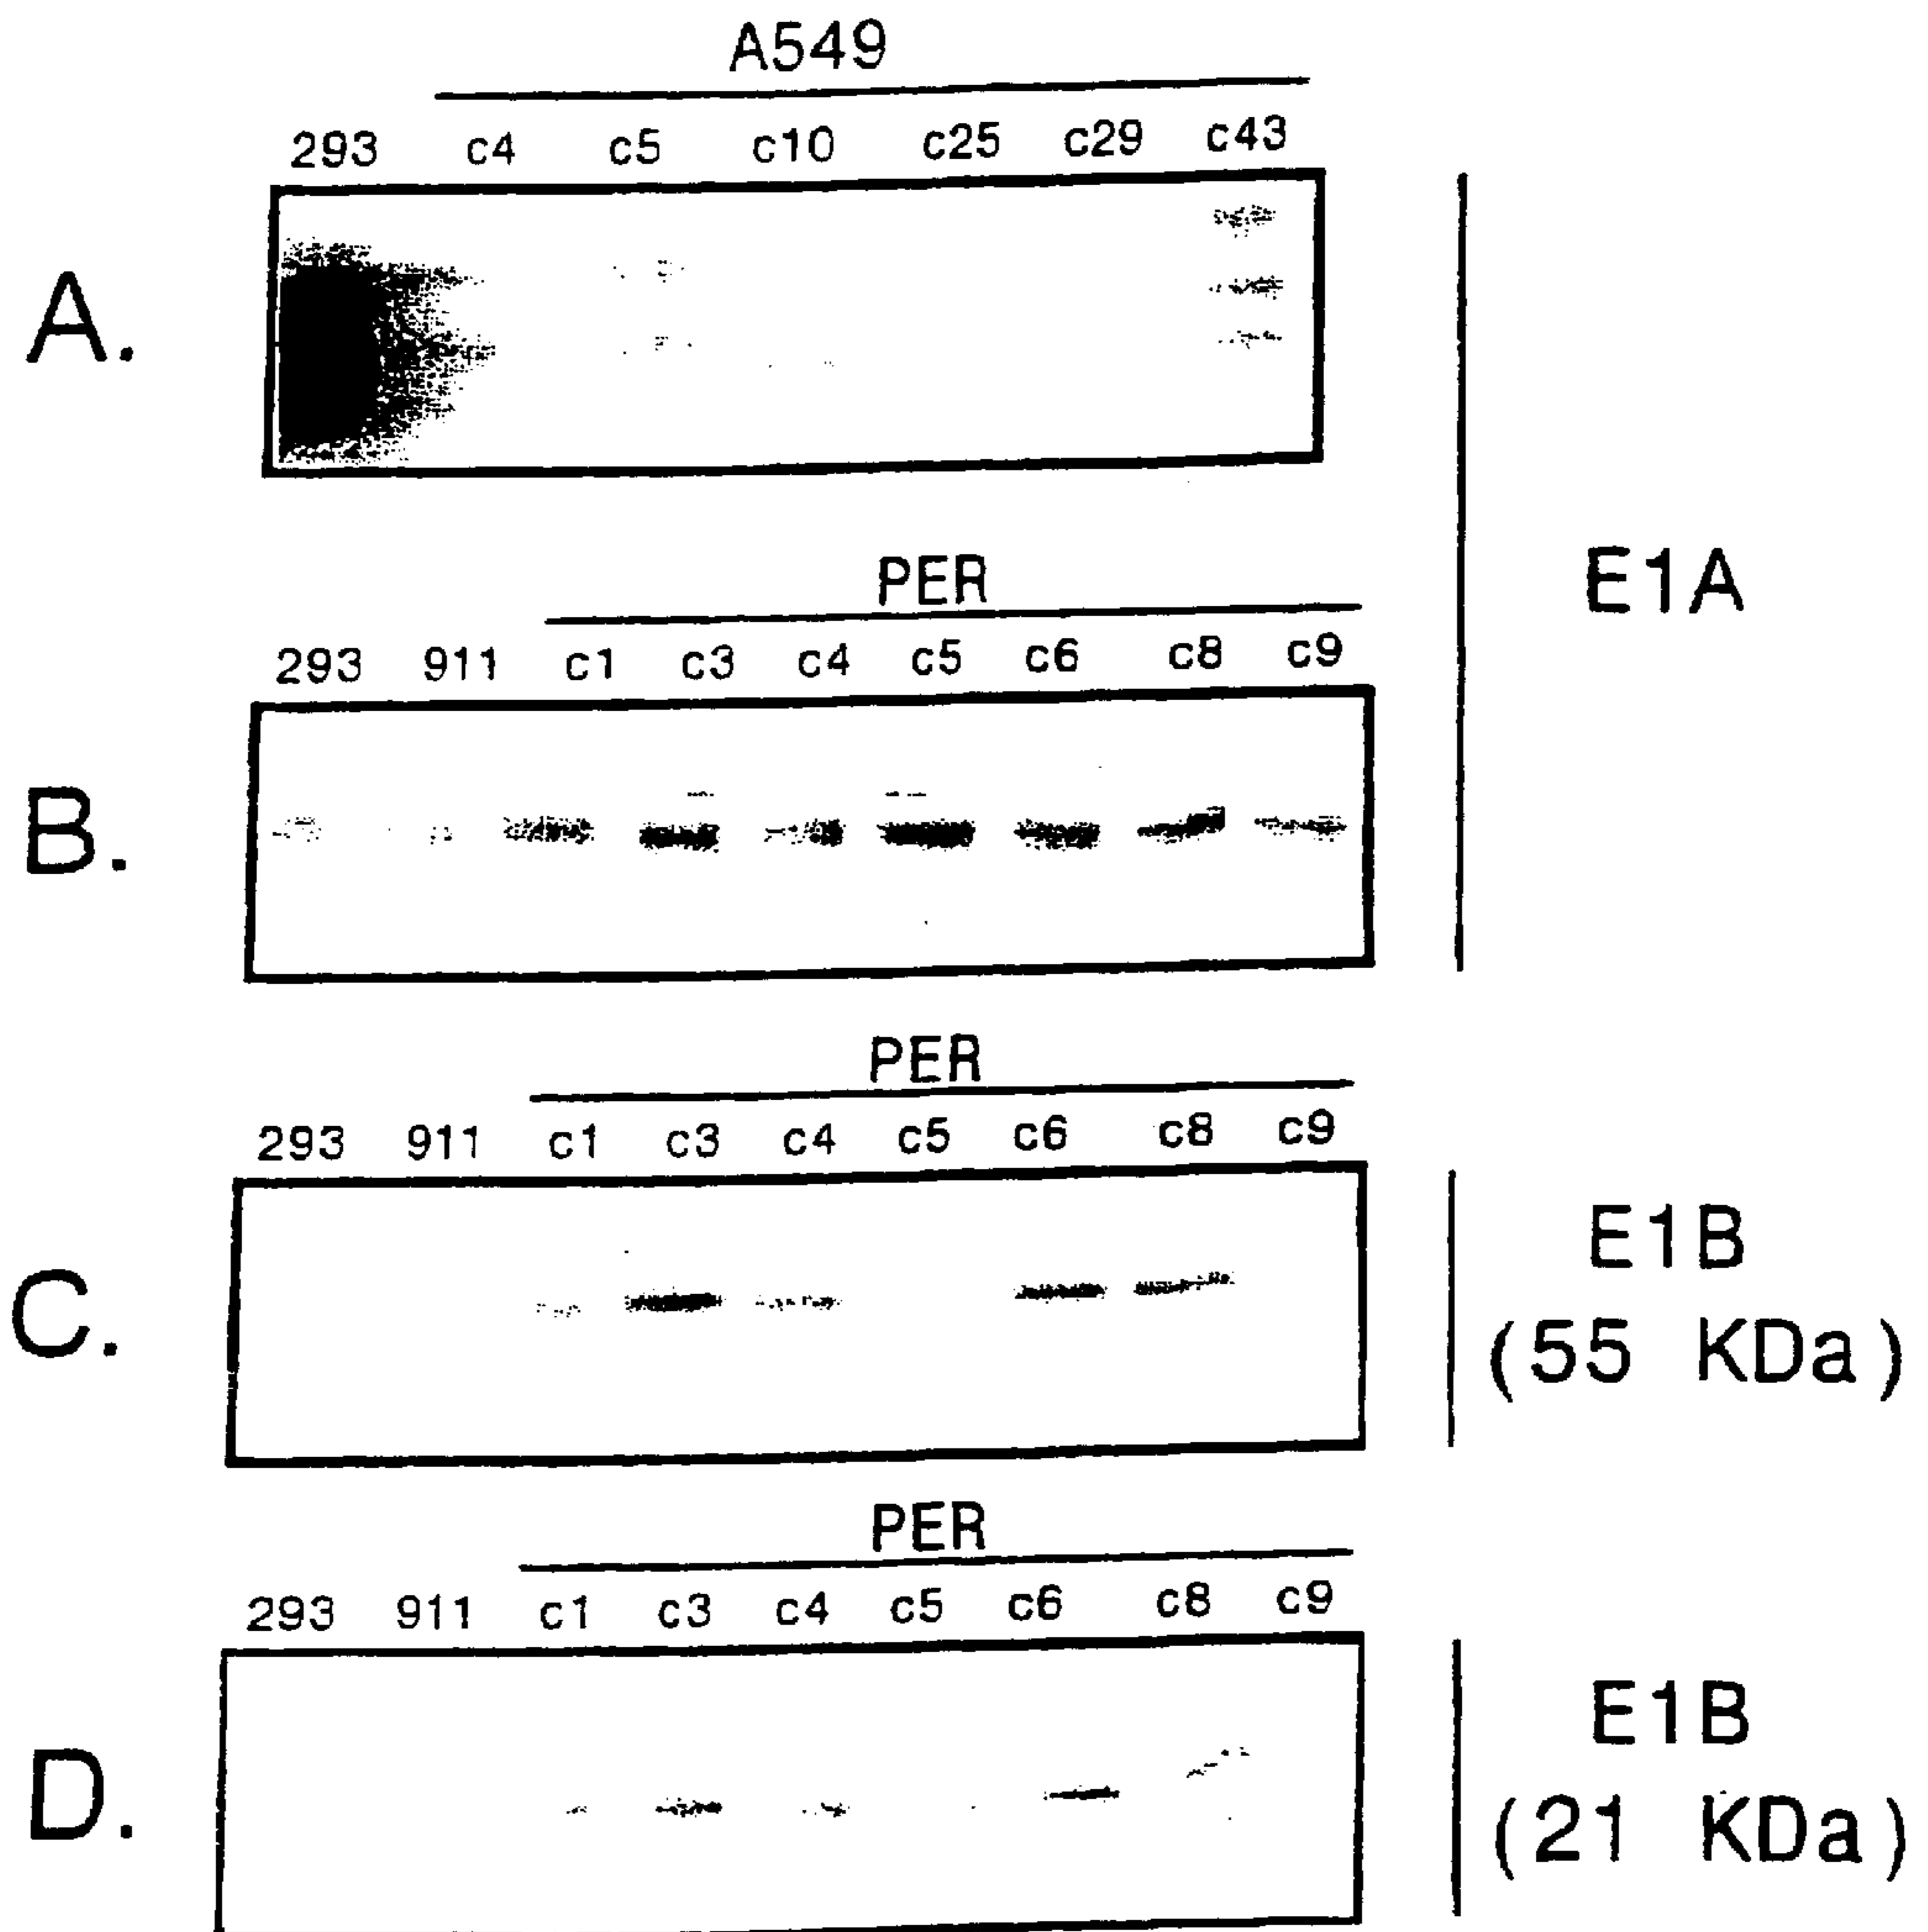 A549
293 c4 c5 c10 c25 c29 c43
A.
PER
E1A
293 911 c1 c3 c4 c5 c6 c8 c9
B.
PER
293 911 c1 c3 c4 c5 c6 c8 c9
C.
E1B
(55 KDa)
PER
293 911 c1 c3 c4 c5 c6 c8 c9
D.
E1B
(21 KDa)